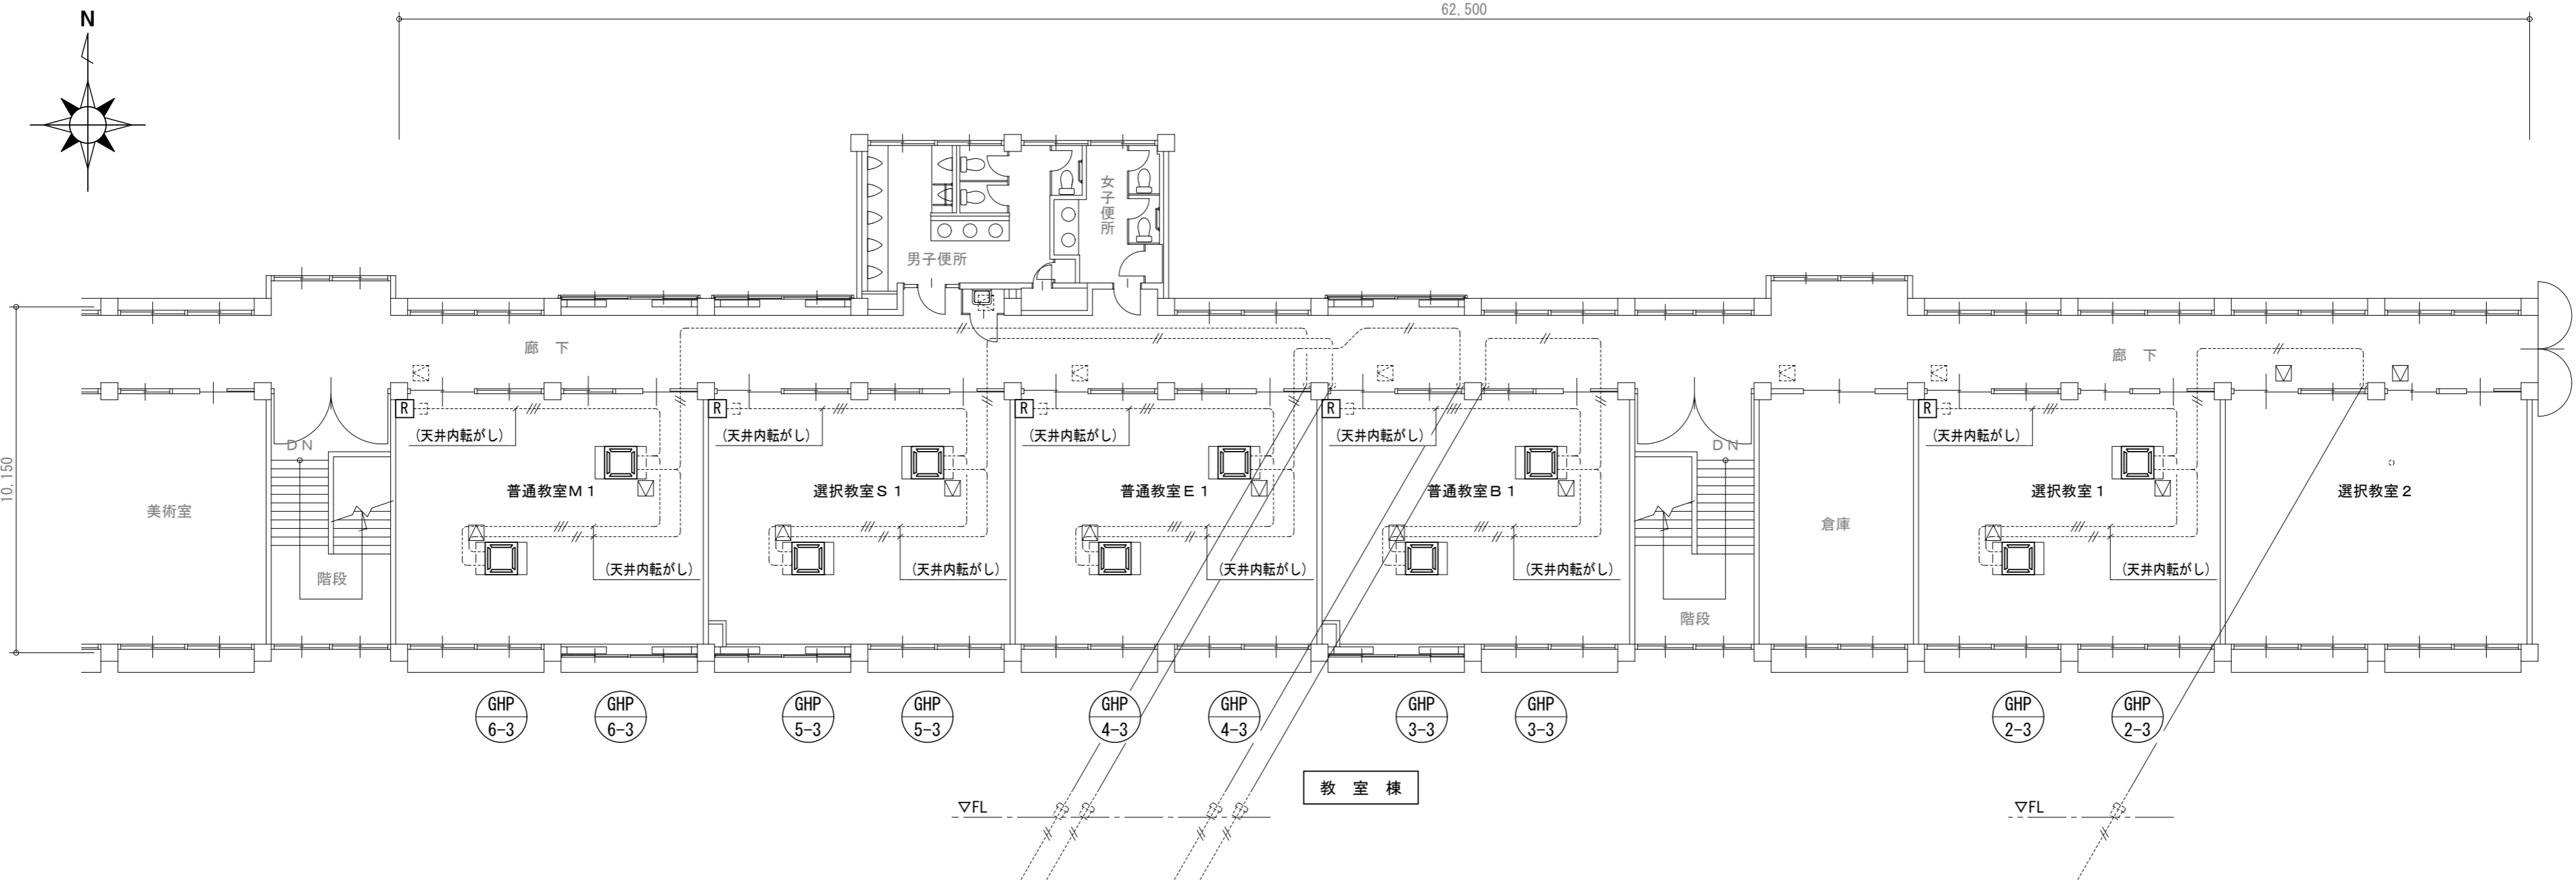 N
62,500
女子便所
男子便所
廊 下
廊 下
10,150
R
R
R
R
R
(天井内転がし)
(天井内転がし)
(天井内転がし)
(天井内転がし)
(天井内転がし)
DN
DN
美術室
普通教室M1
選択教室S1
普通教室E1
普通教室B1
倉庫
選択教室1
選択教室2
(天井内転がし)
(天井内転がし)
(天井内転がし)
(天井内転がし)
(天井内転がし)
階段
階段
GHP
6-3
GHP
6-3
GHP
5-3
GHP
5-3
GHP
4-3
GHP
4-3
GHP
3-3
GHP
3-3
GHP
2-3
GHP
2-3
教 室 棟
▽FL
▽FL